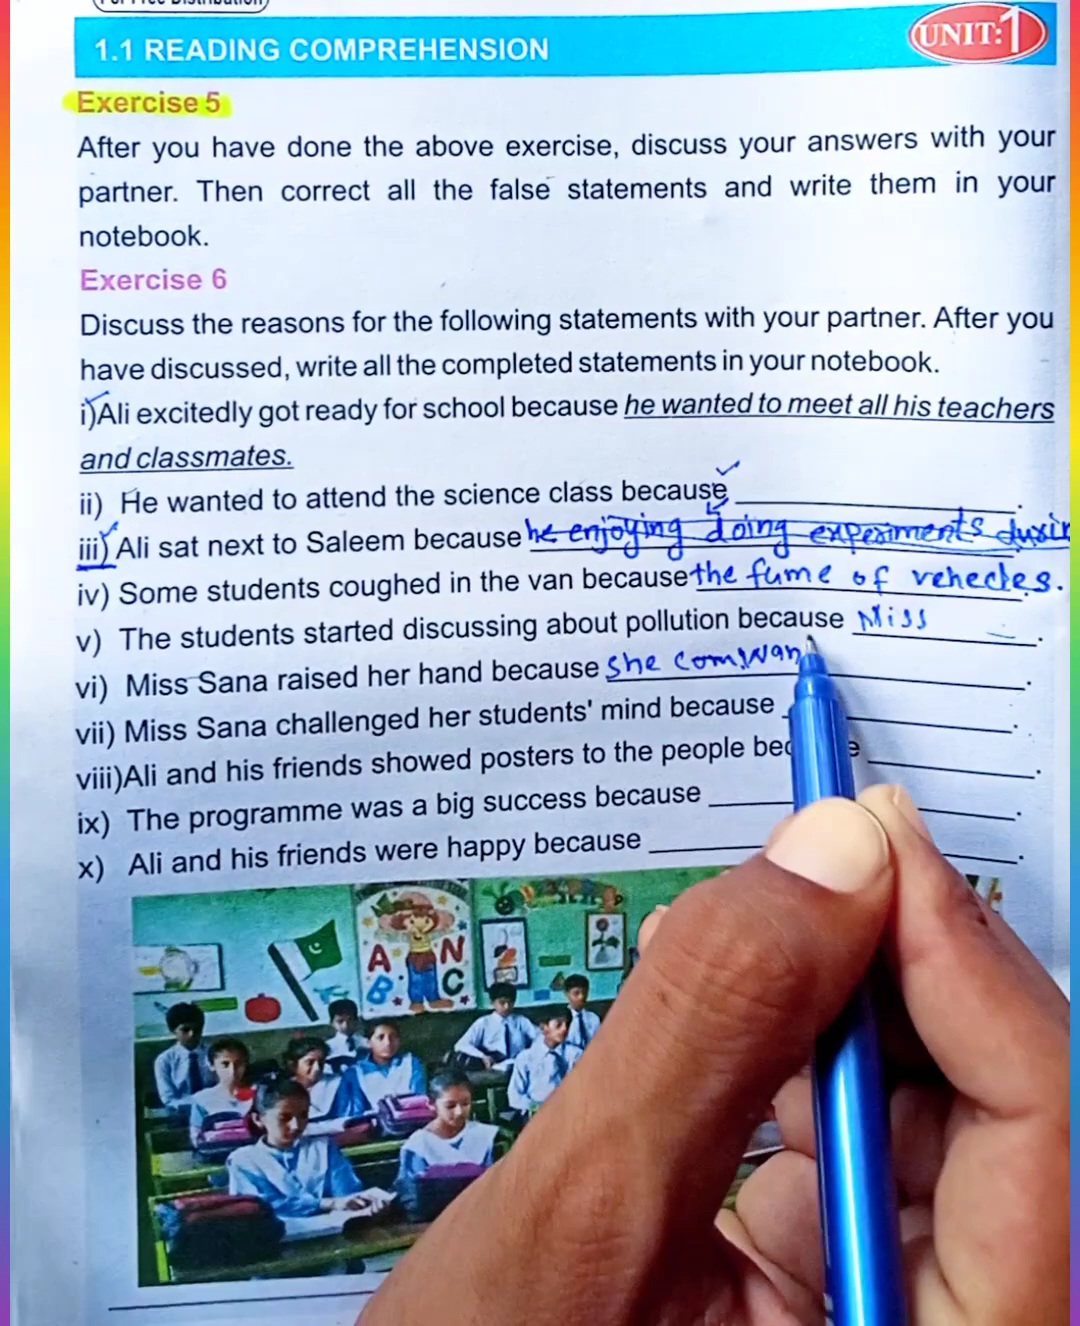 1.1 READING COMPREHENSION
UNIT:1
Exercise 5
After you have done the above exercise, discuss your answers with your
partner. Then correct all the false statements and write them in your
notebook.
Exercise 6
Discuss the reasons for the following statements with your partner. After you
have discussed, write all the completed statements in your notebook.
i)Ali excitedly got ready for school because he wanted to meet all his teachers
and classmates.
ii) He wanted to attend the science class because
iii) Ali sat next to Saleem because he enjoying doing experiments
iv) Some students coughed in the van because the fume of vehecles.
v) The students started discussing about pollution because Miss
vi) Miss Sana raised her hand because she
vii) Miss Sana challenged her students' mind because
viii)Ali and his friends showed posters to the people
ix) The programme was a big success because
x) Ali and his friends were happy because
A N
B C